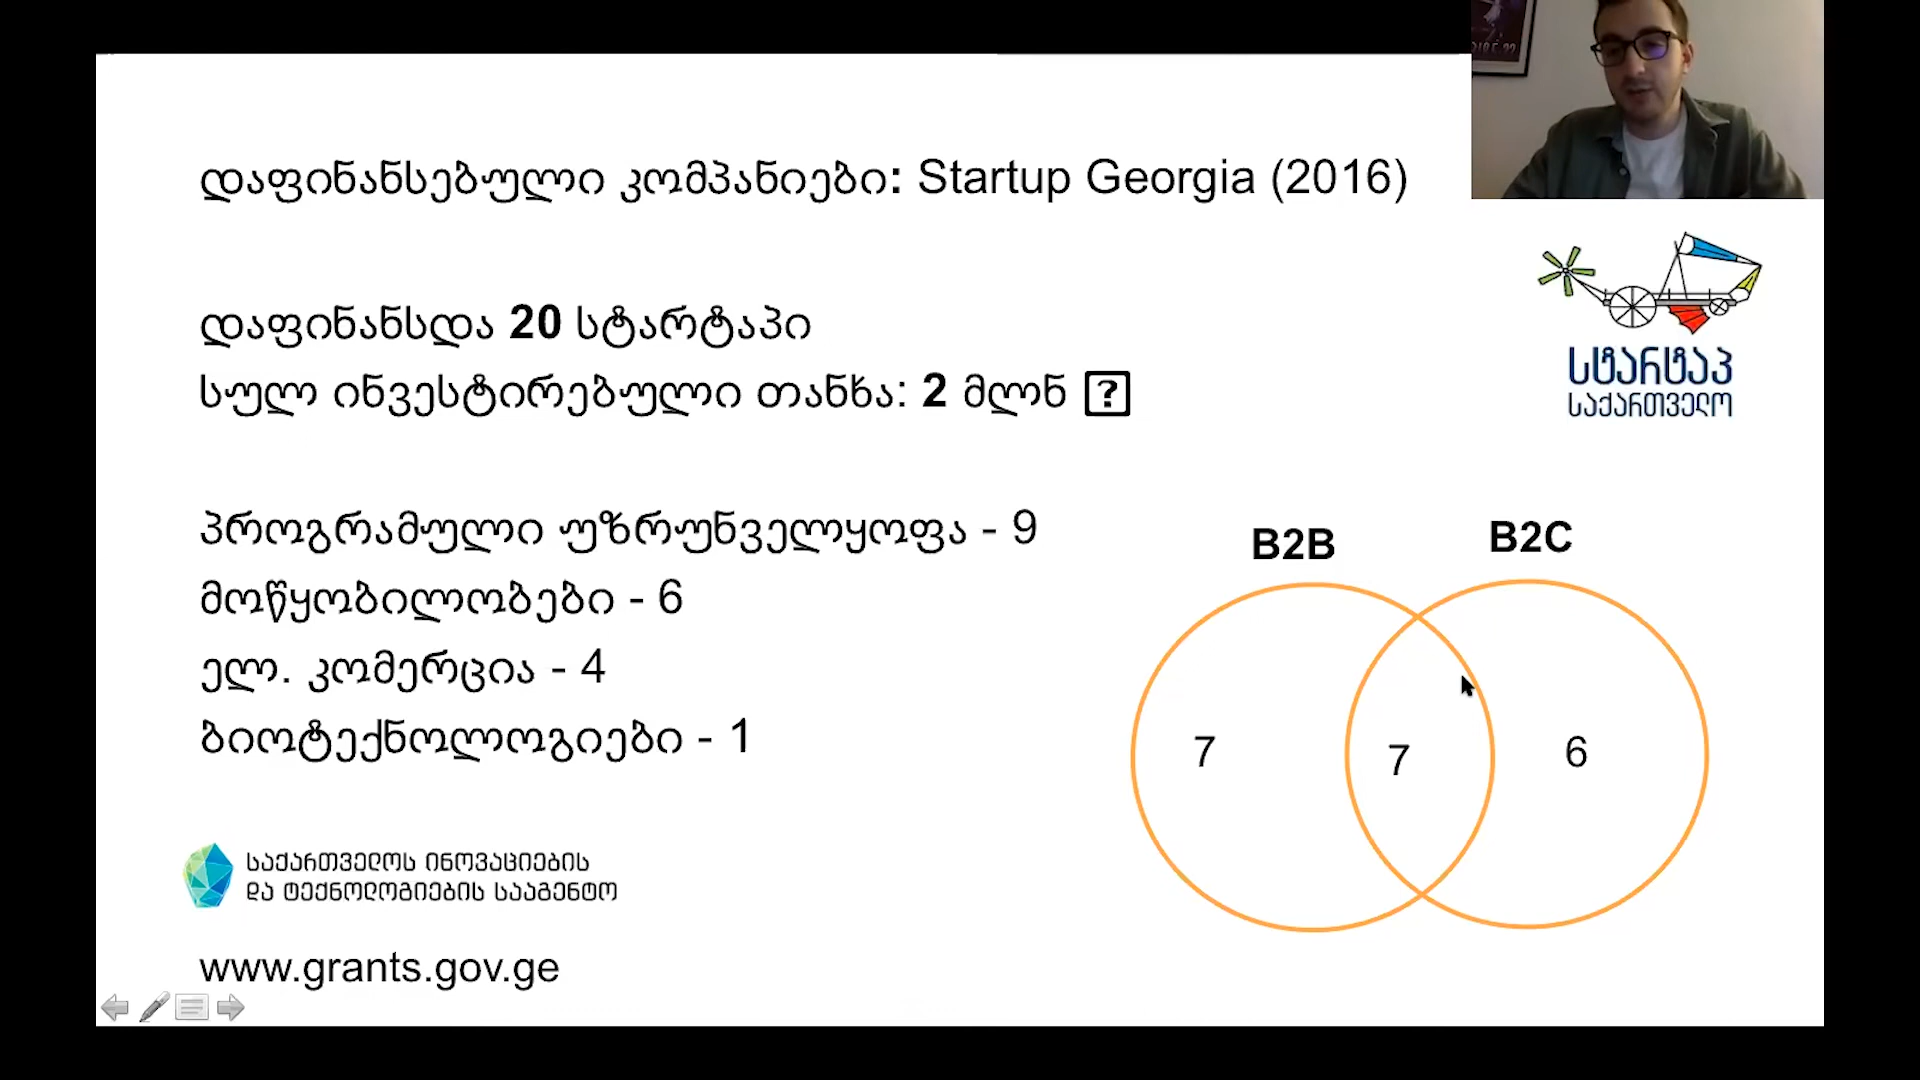 დაფინანსებული კომპანიები: Startup Georgia (2016)
დაფინანსდა 20 სტარტაპი
სულ ინვესტირებული თანხა: 2 მლნ
სტარტაპ
საქართველო
პროგრამული უზრუნველყოფა - 9
მოწყობილობები - 6
ელ. კომერცია - 4
ბიოტექნოლოგიები - 1
B2B
B2C
7
7
6
საქართველოს ინოვაციების
და ტექნოლოგიების სააგენტო
www.grants.gov.ge